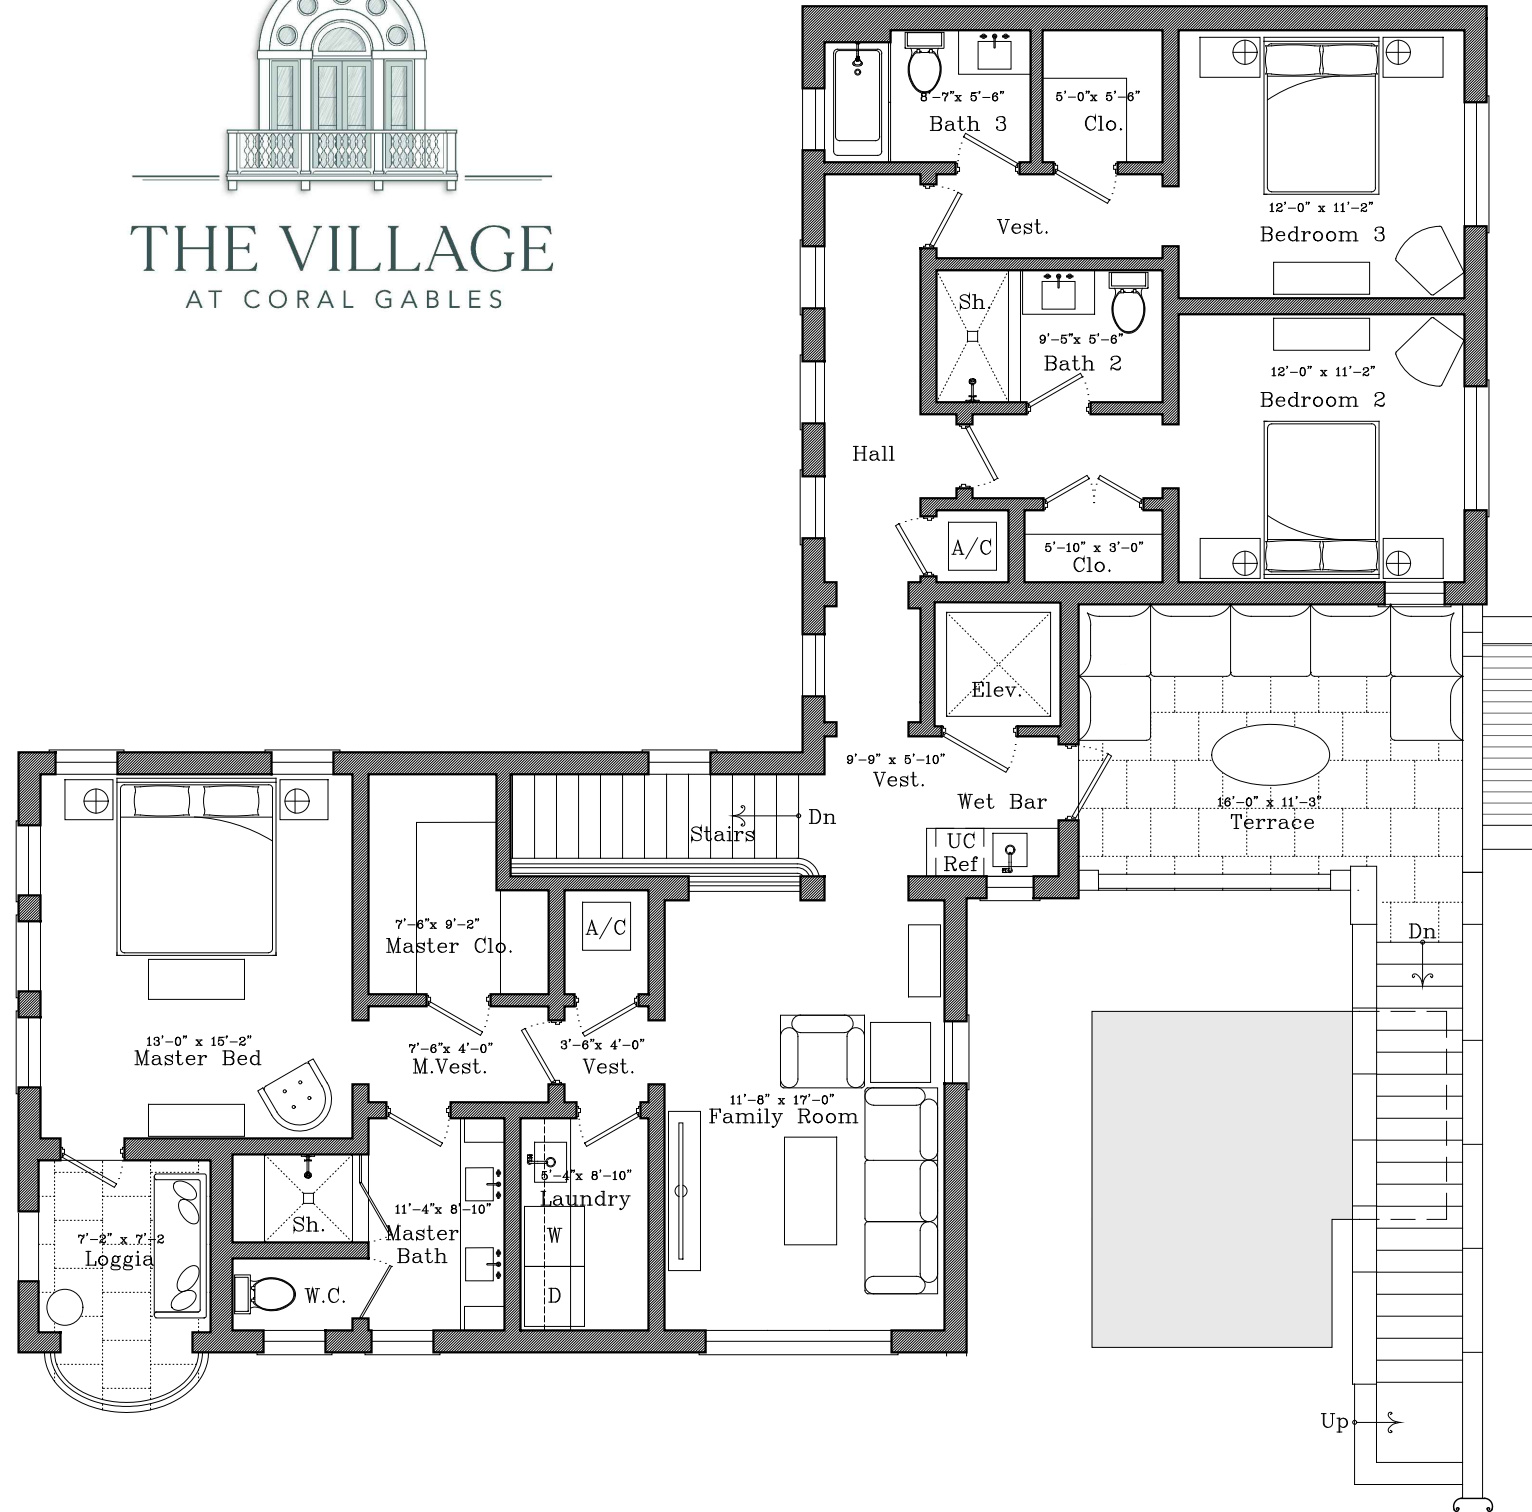 THE VILLAGE
AT CORAL GABLES
8'-7"x 5'-6"
Bath 3
5'-0"x 5'-6"
Clo.
12'-0" x 11'-2"
Bedroom 3
Vest.
Sh.
9'-5"x 5'-6"
Bath 2
12'-0" x 11'-2"
Bedroom 2
Hall
A/C
5'-10" x 3'-0"
Clo.
Elev.
9'-9" x 5'-10"
Vest.
Wet Bar
16'-0" x 11'-3"
Terrace
Dn
Stairs
UC
Ref
7'-6"x 9'-2"
Master Clo.
A/C
Dn
13'-0" x 15'-2"
Master Bed
7'-6"x 4'-0"
M.Vest.
3'-6"x 4'-0"
Vest.
11'-8" x 17'-0"
Family Room
5'-4"x 8'-10"
Laundry
11'-4"x 8'-10"
Master
Bath
Sh.
7'-2" x 7'-2
Loggia
W
W.C.
D
Up